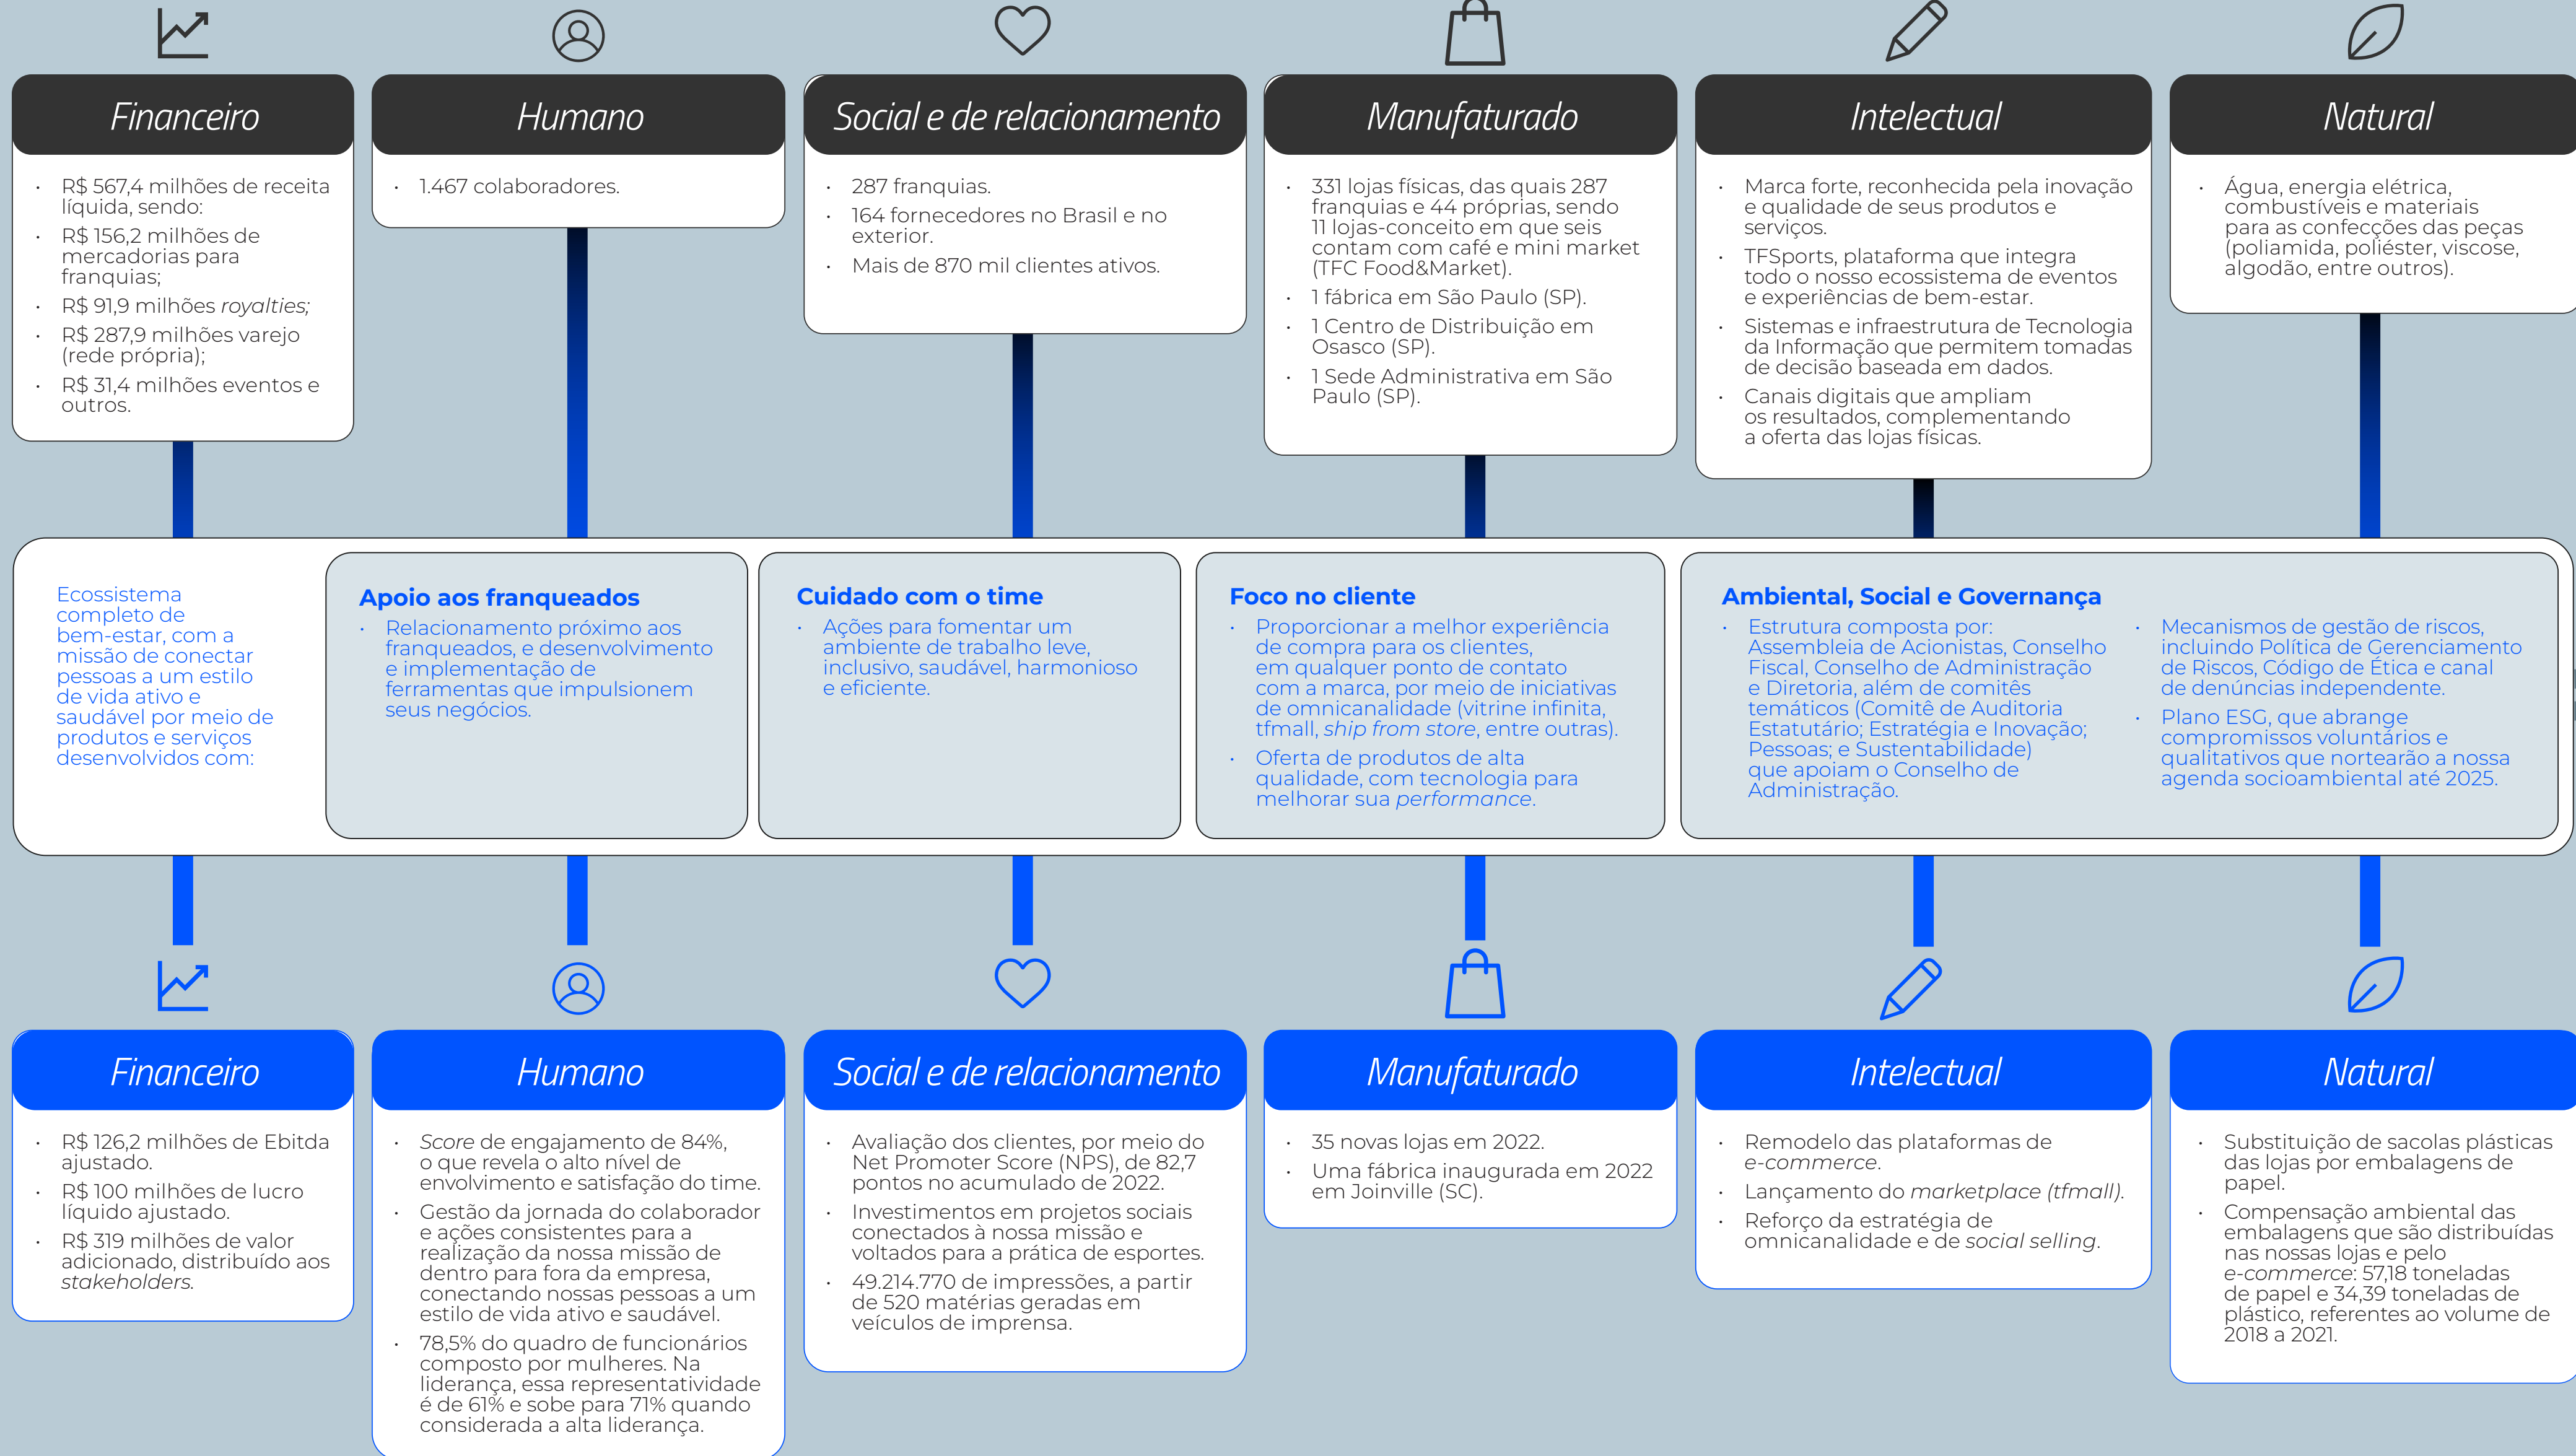 Financeiro
R$ 567,4 milhões de receita
líquida, sendo:
R$ 156,2 milhões de
mercadorias para
franquias;
R$ 91,9 milhões royalties;
R$ 287,9 milhões varejo
(rede própria);
R$ 31,4 milhões eventos e
outros.
Humano
1.467 colaboradores.
Social e de relacionamento
287 franquias.
164 fornecedores no Brasil e no
exterior.
Mais de 870 mil clientes ativos.
Manufaturado
331 lojas físicas, das quais 287
franquias e 44 próprias, sendo
11 lojas-conceito em que seis
contam com café e mini market
(TFC Food&Market).
1 fábrica em São Paulo (SP).
1 Centro de Distribuição em
Osasco (SP).
1 Sede Administrativa em São
Paulo (SP).
Intelectual
Marca forte, reconhecida pela inovação
e qualidade de seus produtos e
serviços.
TFSports, plataforma que integra
todo o nosso ecossistema de eventos
e experiências de bem-estar.
Sistemas e infraestrutura de Tecnologia
da Informação que permitem tomadas
de decisão baseada em dados.
Canais digitais que ampliam
os resultados, complementando
a oferta das lojas físicas.
Natural
Água, energia elétrica,
combustíveis e materiais
para as confecções das peças
(poliamida, poliéster, viscose,
algodão, entre outros).
Ecossistema
completo de
bem-estar, com a
missão de conectar
pessoas a um estilo
de vida ativo e
saudável por meio de
produtos e serviços
desenvolvidos com:
Apoio aos franqueados
Relacionamento próximo aos
franqueados, e desenvolvimento
e implementação de
ferramentas que impulsionem
seus negócios.
Cuidado com o time
Ações para fomentar um
ambiente de trabalho leve,
inclusivo, saudável, harmonioso
e eficiente.
Foco no cliente
Proporcionar a melhor experiência
de compra para os clientes,
em qualquer ponto de contato
com a marca, por meio de iniciativas
de omnicanalidade (vitrine infinita,
tfmall, ship from store, entre outras).
Oferta de produtos de alta
qualidade, com tecnologia para
melhorar sua performance.
Ambiental, Social e Governança
Estrutura composta por:
Assembleia de Acionistas, Conselho
Fiscal, Conselho de Administração
e Diretoria, além de comitês
temáticos (Comitê de Auditoria
Estatutário; Estratégia e Inovação;
Pessoas; e Sustentabilidade)
que apoiam o Conselho de
Administração.
Mecanismos de gestão de riscos,
incluindo Política de Gerenciamento
de Riscos, Código de Ética e canal
de denúncias independente.
Plano ESG, que abrange
compromissos voluntários e
qualitativos que nortearão a nossa
agenda socioambiental até 2025.
Financeiro
R$ 126,2 milhões de Ebitda
ajustado.
R$ 100 milhões de lucro
líquido ajustado.
R$ 319 milhões de valor
adicionado, distribuído aos
stakeholders.
Humano
Score de engajamento de 84%,
o que revela o alto nível de
envolvimento e satisfação do time.
Gestão da jornada do colaborador
e ações consistentes para a
realização da nossa missão de
dentro para fora da empresa,
conectando nossas pessoas a um
estilo de vida ativo e saudável.
78,5% do quadro de funcionários
composto por mulheres. Na
liderança, essa representatividade
é de 61% e sobe para 71% quando
considerada a alta liderança.
Social e de relacionamento
Avaliação dos clientes, por meio do
Net Promoter Score (NPS), de 82,7
pontos no acumulado de 2022.
Investimentos em projetos sociais
conectados à nossa missão e
voltados para a prática de esportes.
49.214.770 de impressões, a partir
de 520 matérias geradas em
veículos de imprensa.
Manufaturado
35 novas lojas em 2022.
Uma fábrica inaugurada em 2022
em Joinville (SC).
Intelectual
Remodelo das plataformas de
e-commerce.
Lançamento do marketplace (tfmall).
Reforço da estratégia de
omnicanalidade e de social selling.
Natural
Substituição de sacolas plásticas
das lojas por embalagens de
papel.
Compensação ambiental das
embalagens que são distribuídas
nas nossas lojas e pelo
e-commerce: 57,18 toneladas
de papel e 34,39 toneladas de
plástico, referentes ao volume de
2018 a 2021.